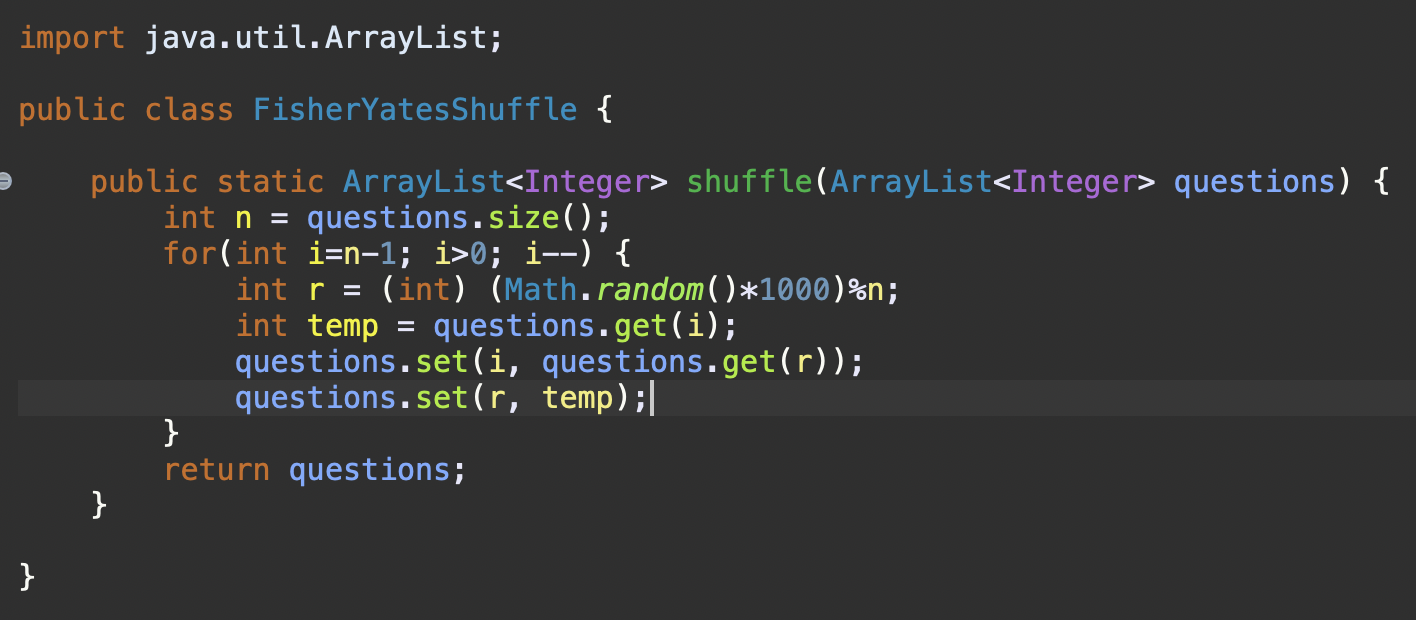 import java.util.ArrayList;
public class FisherYatesShuffle {
public static ArrayList<Integer> shuffle(ArrayList<Integer> questions) {
int n = questions.size();
for(int i=n-1; i>0; i--) {
int r = (int) (Math.random()*1000)%n;
int temp = questions.get(i);
questions.set(i, questions.get(r));
questions.set(r, temp);
}
return questions;
}
}